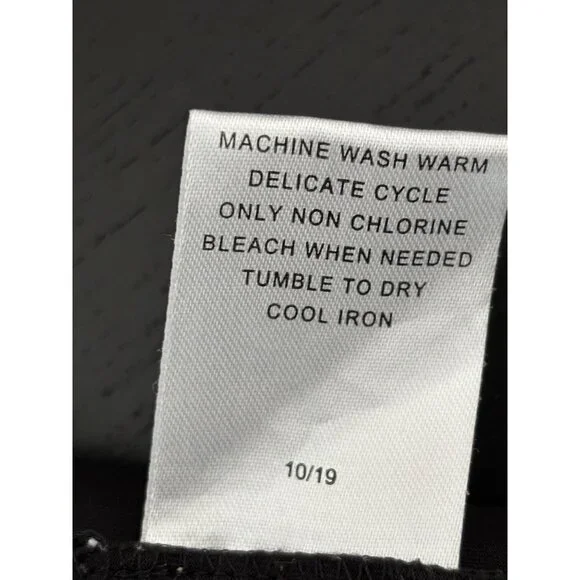 MACHINE WASH WARM
DELICATE CYCLE
ONLY NON CHLORINE
BLEACH WHEN NEEDED
TUMBLE TO DRY
COOL IRON
10/19